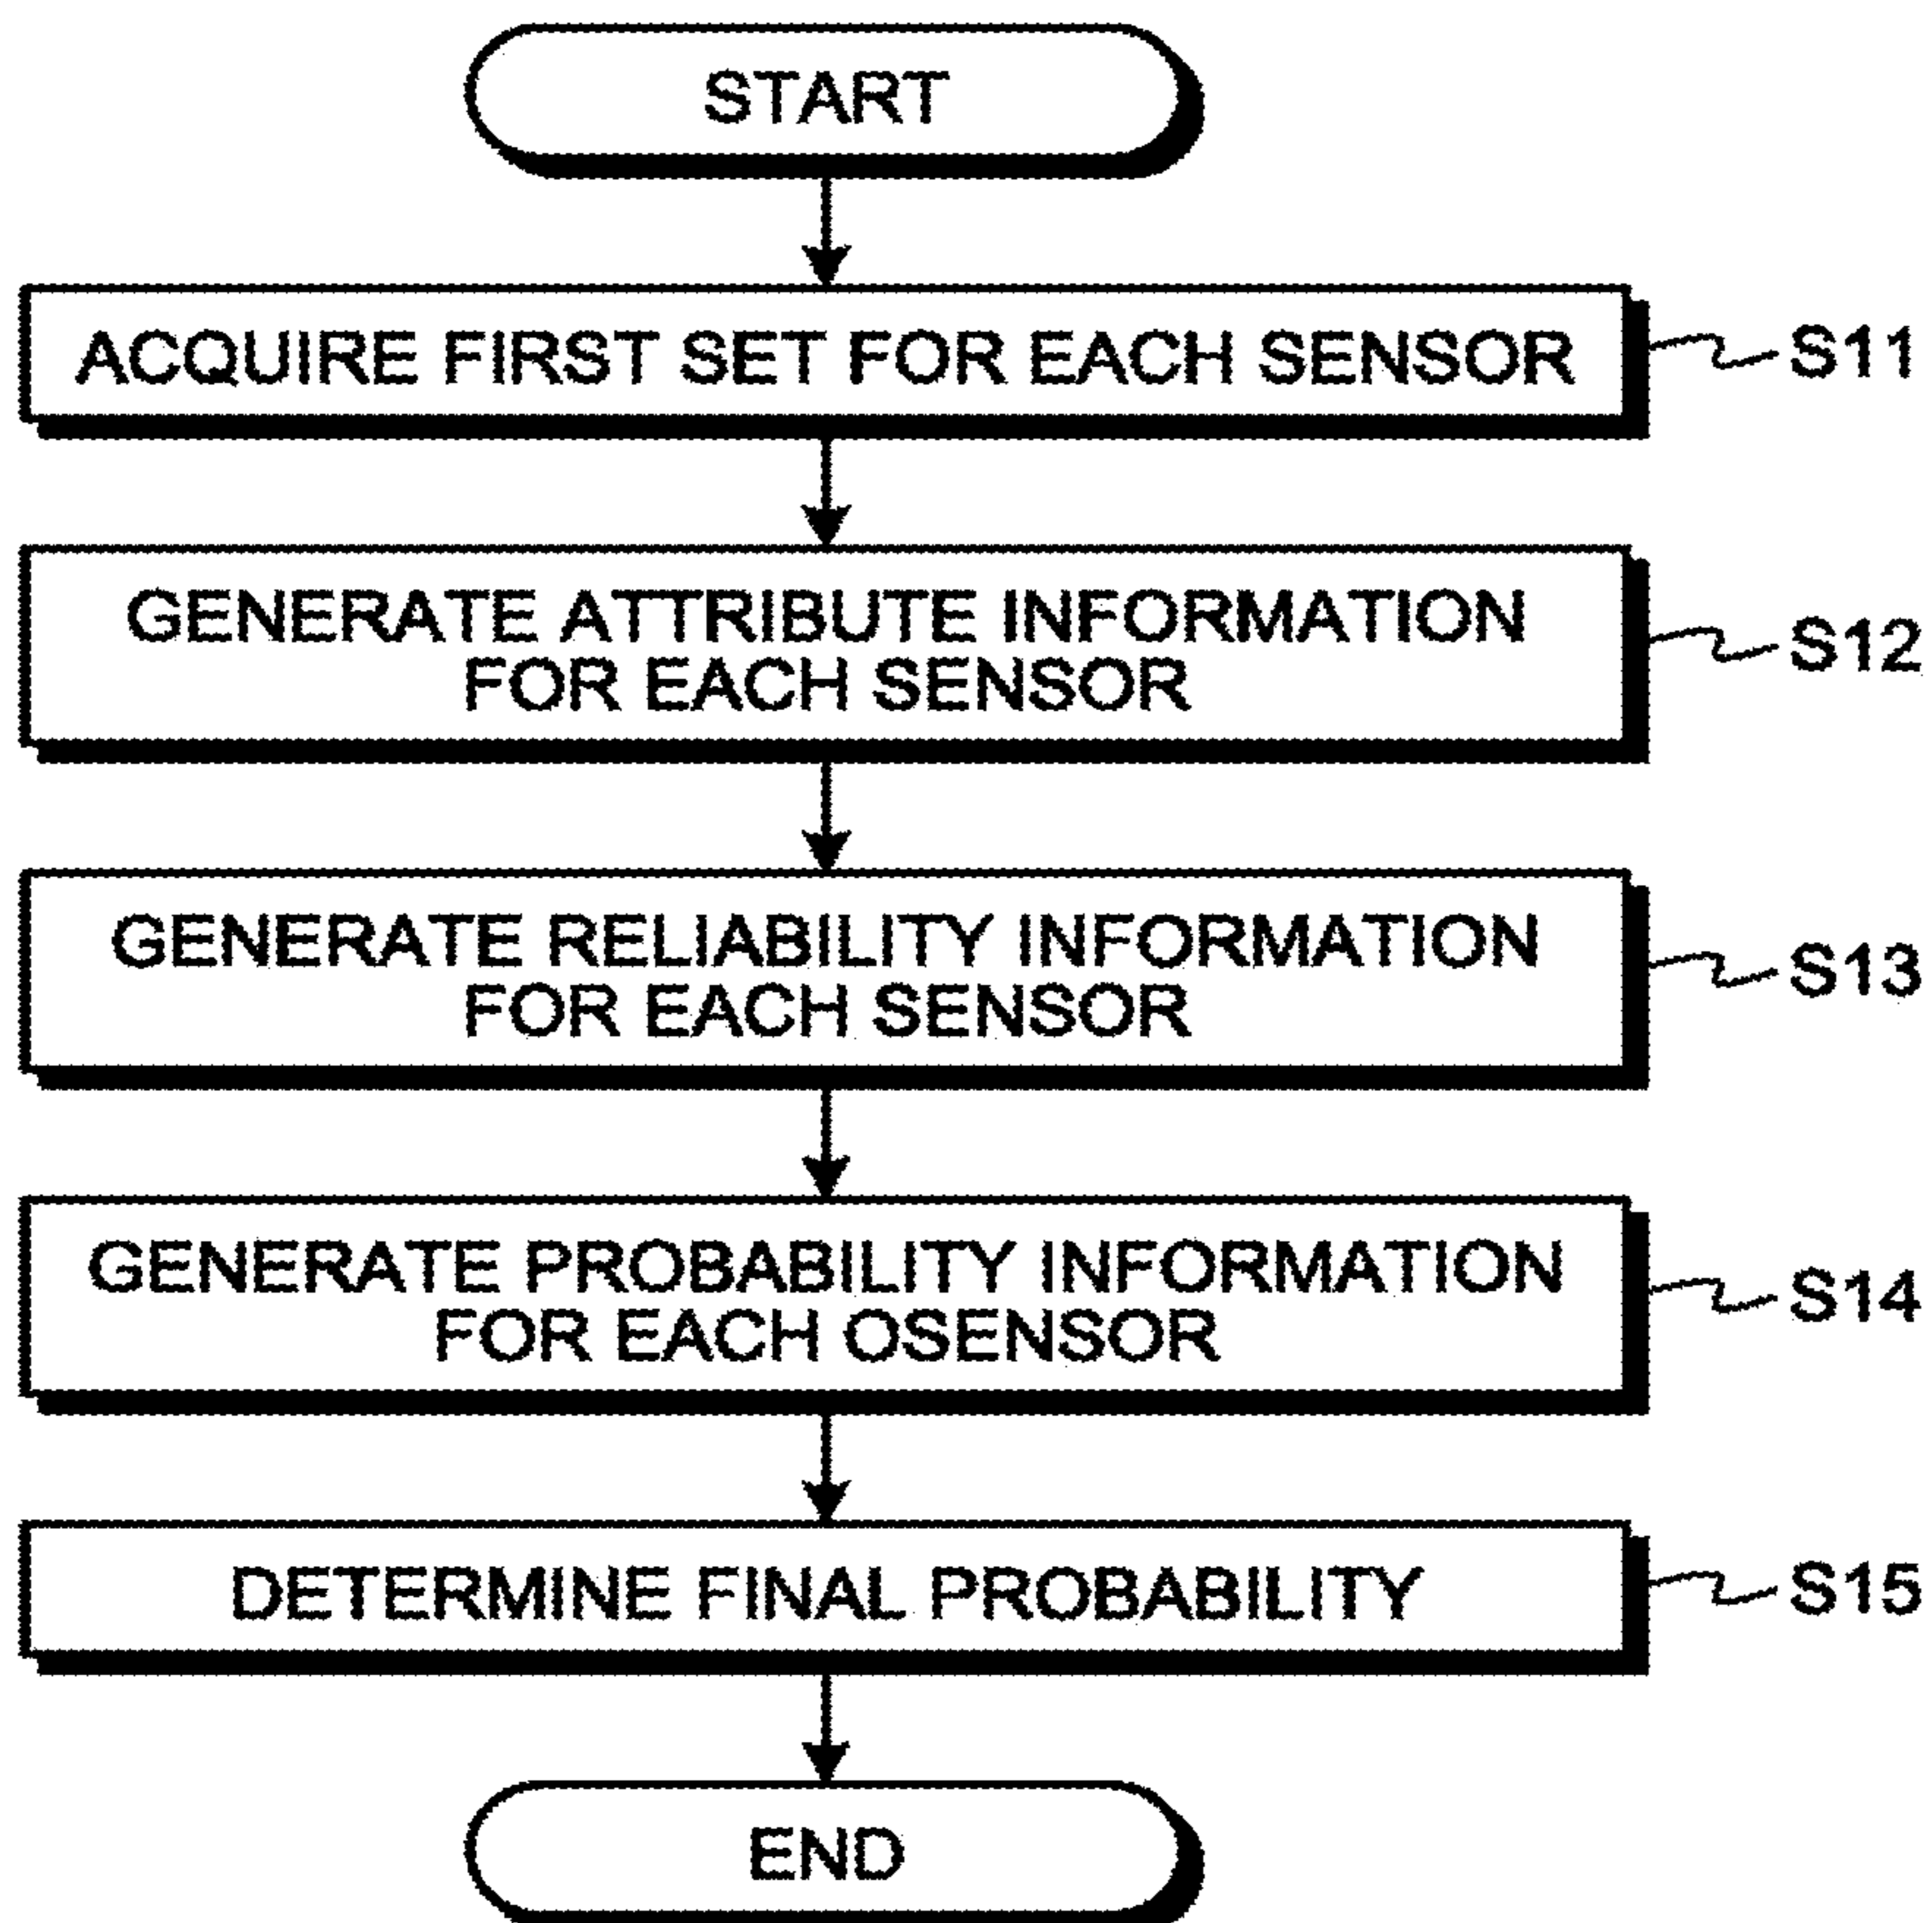 START
ACQUIRE FIRST SET FOR EACH SENSOR
S11
GENERATE ATTRIBUTE INFORMATION
FOR EACH SENSOR
S12
GENERATE RELIABILITY INFORMATION
FOR EACH SENSOR
S13
GENERATE PROBABILITY INFORMATION
FOR EACH OSENSOR
S14
DETERMINE FINAL PROBABILITY
S15
END